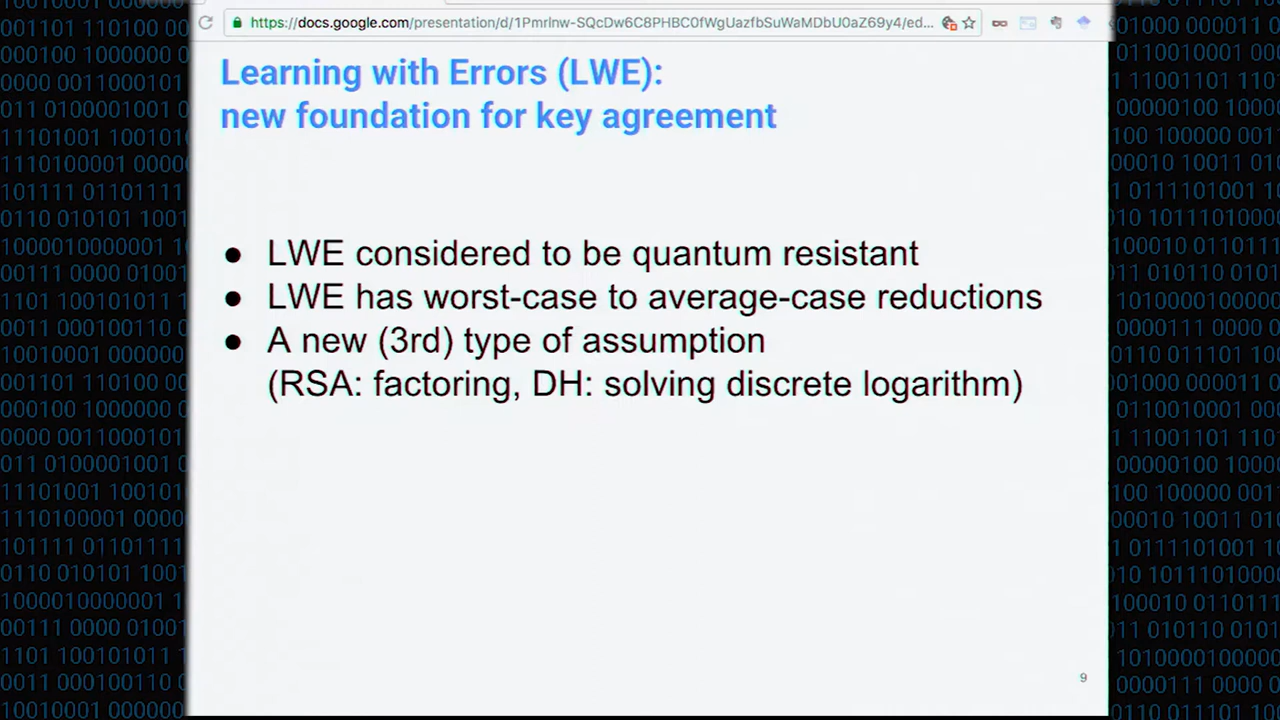 https://docs.google.com/presentation/d/1PmrInw-SQcDw6C8PHBC0fWgUazfbSuWaMDbU0aZ69y4/ed...
Learning with Errors (LWE):
new foundation for key agreement
● LWE considered to be quantum resistant
● LWE has worst-case to average-case reductions
● A new (3rd) type of assumption
(RSA: factoring, DH: solving discrete logarithm)
9